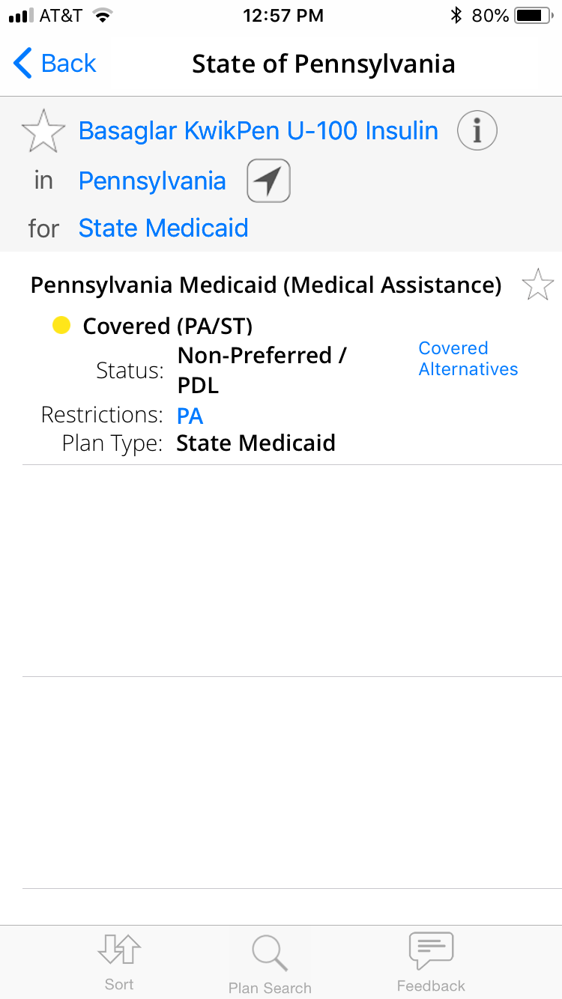 AT&T 12:57 PM 80%
Back State of Pennsylvania
Basaglar KwikPen U-100 Insulin i
in Pennsylvania
for State Medicaid
Pennsylvania Medicaid (Medical Assistance)
Covered (PA/ST)
Status: Non-Preferred /
PDL
Covered
Alternatives
Restrictions: PA
Plan Type: State Medicaid
Sort Plan Search Feedback